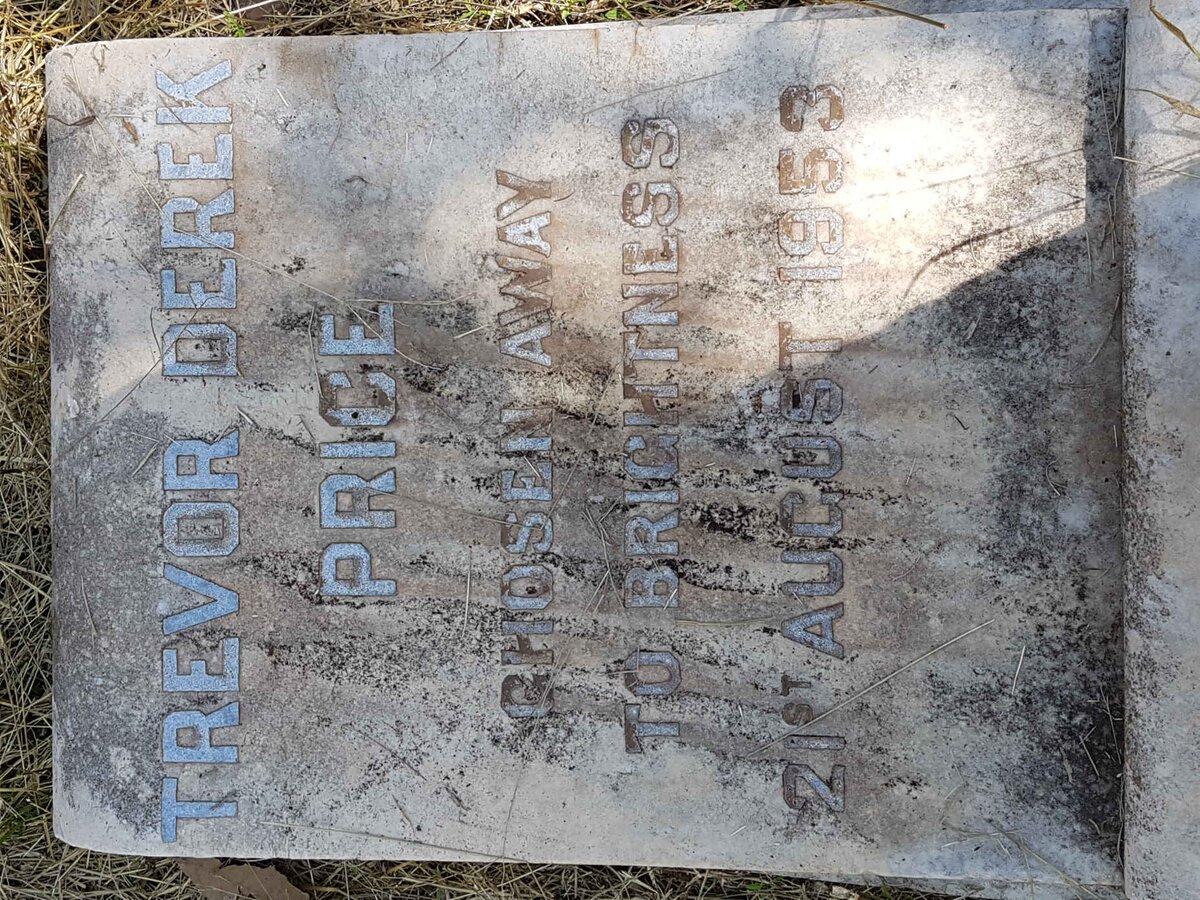 TREVOR DEREK
PRICE
CHOSEN AWAY
TO BRIGHTNESS
21ST AUGUST 1953